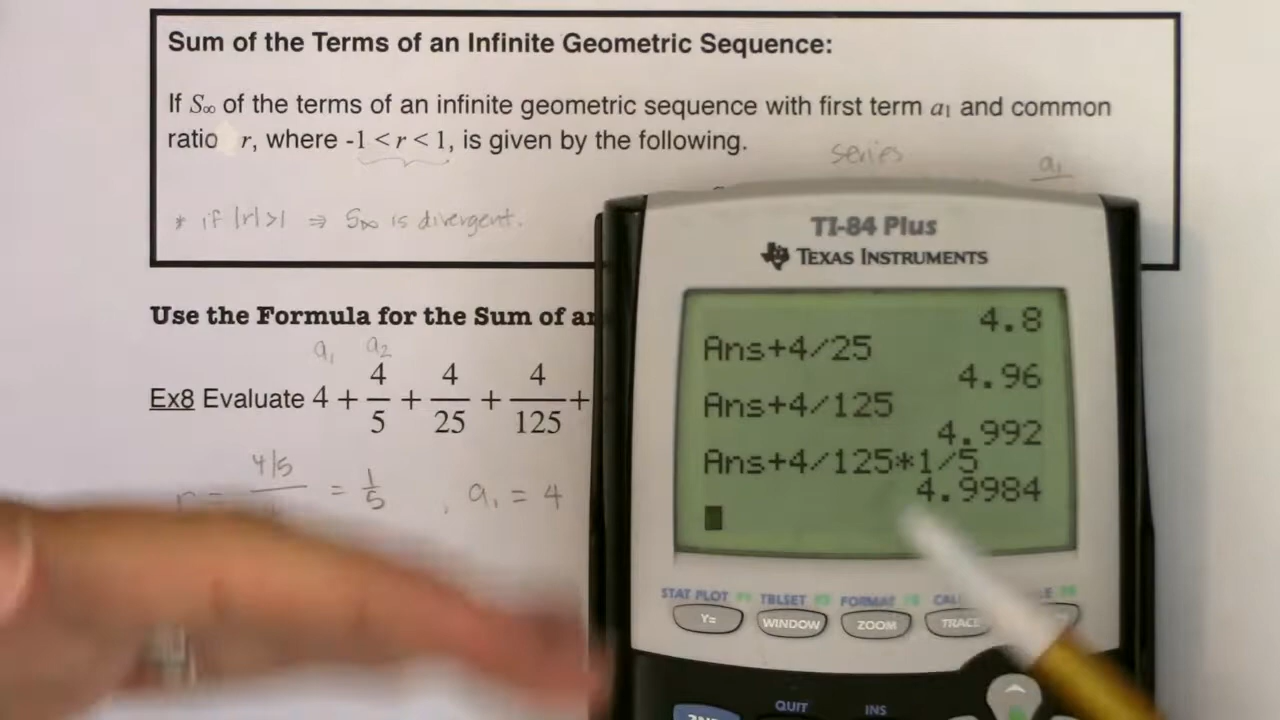 Sum of the Terms of an Infinite Geometric Sequence:
If S∞ of the terms of an infinite geometric sequence with first term a₁ and common
ratio r, where -1 < r < 1, is given by the following.
series
a₁
* if |r|>1 ⇒ S∞ is divergent.
Use the Formula for the Sum of an
a₁ a₂
Ex8 Evaluate 4 + 4/5 + 4/25 + 4/125 +
r = 4/5 = 1/5 , a₁ = 4
TI-84 Plus
TEXAS INSTRUMENTS
4.8
Ans+4/25
4.96
Ans+4/125
4.992
Ans+4/125*1/5
4.9984
STAT PLOT F1 TBLSET F2 FORMAT F3
Y= WINDOW ZOOM TRACE
QUIT INS
2ND